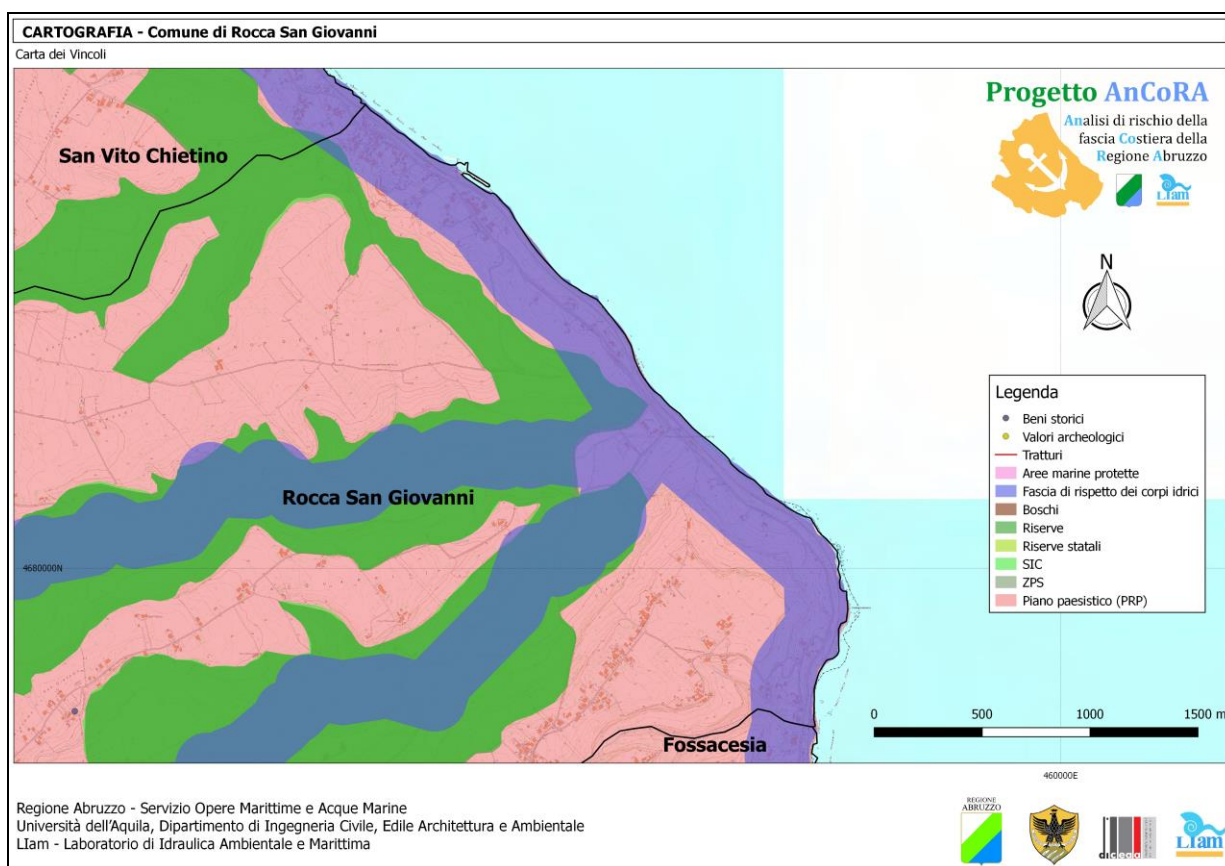 CARTOGRAFIA - Comune di Rocca San Giovanni
Carta dei Vincoli
Progetto AnCoRA
Analisi di rischio della
fascia Costiera della
Regione Abruzzo
LIam
San Vito Chietino
N
Legenda
Beni storici
Valori archeologici
Tratturi
Aree marine protette
Fascia di rispetto dei corpi idrici
Boschi
Riserve
Riserve statali
SIC
ZPS
Piano paesistico (PRP)
Rocca San Giovanni
4680000N
0 500 1000 1500 m
Fossacesia
460000E
Regione Abruzzo - Servizio Opere Marittime e Acque Marine
Università dell'Aquila, Dipartimento di Ingegneria Civile, Edile Architettura e Ambientale
LIam - Laboratorio di Idraulica Ambientale e Marittima
REGIONE
ABRUZZO
LIam